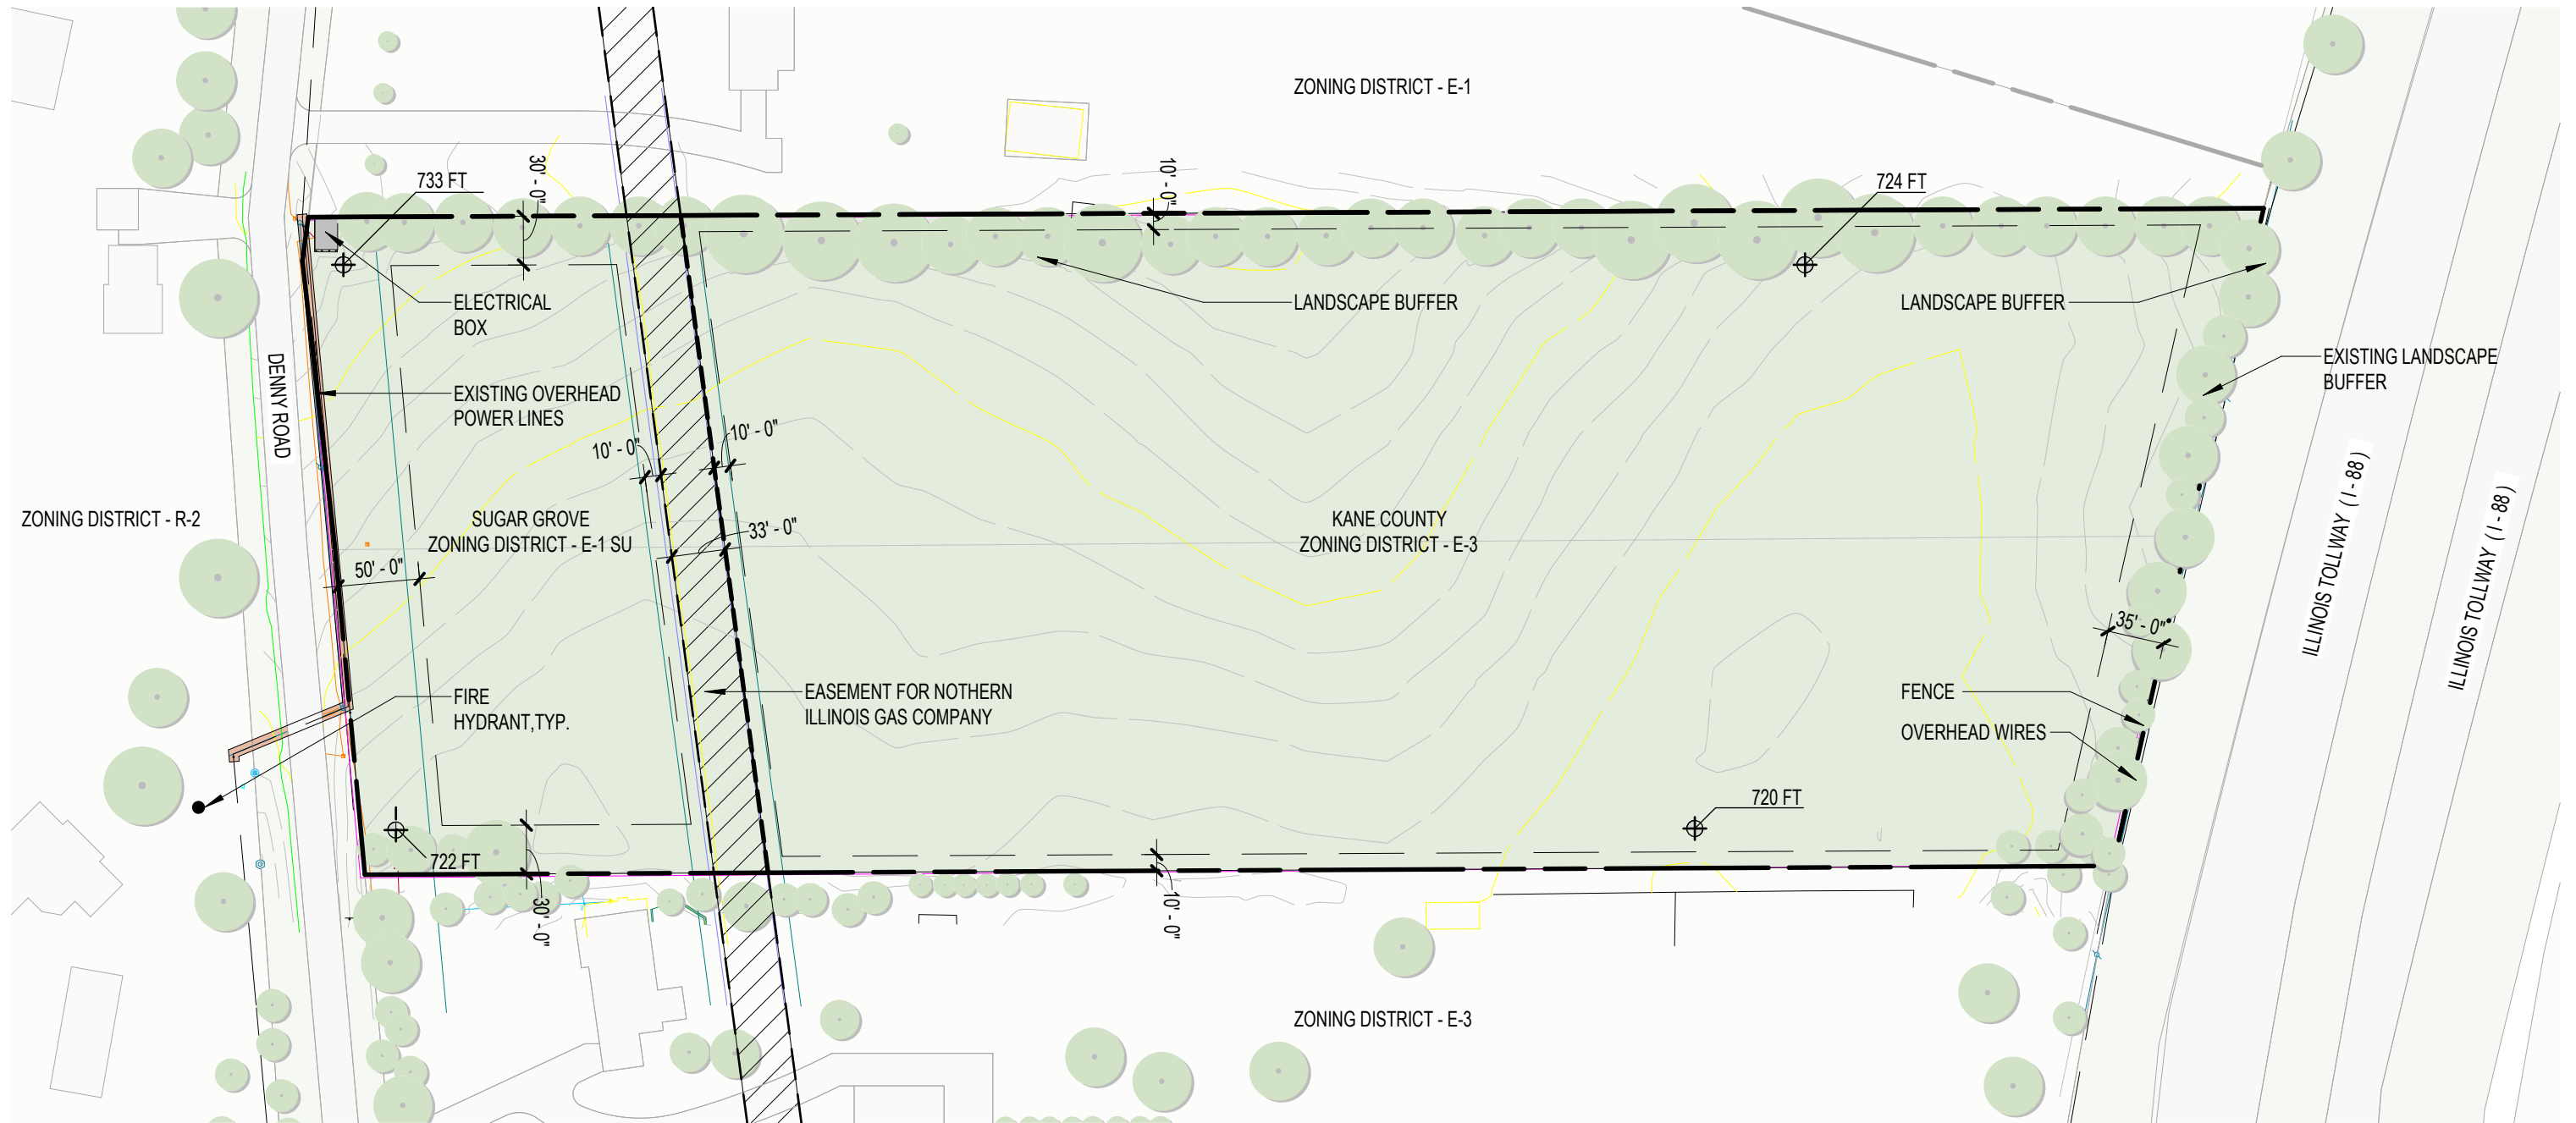 ZONING DISTRICT - E-1
30' - 0"
10' - 0"
733 FT
724 FT
ELECTRICAL
BOX
LANDSCAPE BUFFER
LANDSCAPE BUFFER
EXISTING LANDSCAPE
BUFFER
DENNY ROAD
EXISTING OVERHEAD
POWER LINES
10' - 0"
10' - 0"
ZONING DISTRICT - R-2
SUGAR GROVE
ZONING DISTRICT - E-1 SU
33' - 0"
KANE COUNTY
ZONING DISTRICT - E-3
ILLINOIS TOLLWAY ( I - 88 )
ILLINOIS TOLLWAY ( I - 88 )
50' - 0"
35' - 0"
FIRE
HYDRANT,TYP.
EASEMENT FOR NOTHERN
ILLINOIS GAS COMPANY
FENCE
OVERHEAD WIRES
720 FT
722 FT
30' - 0"
10' - 0"
ZONING DISTRICT - E-3